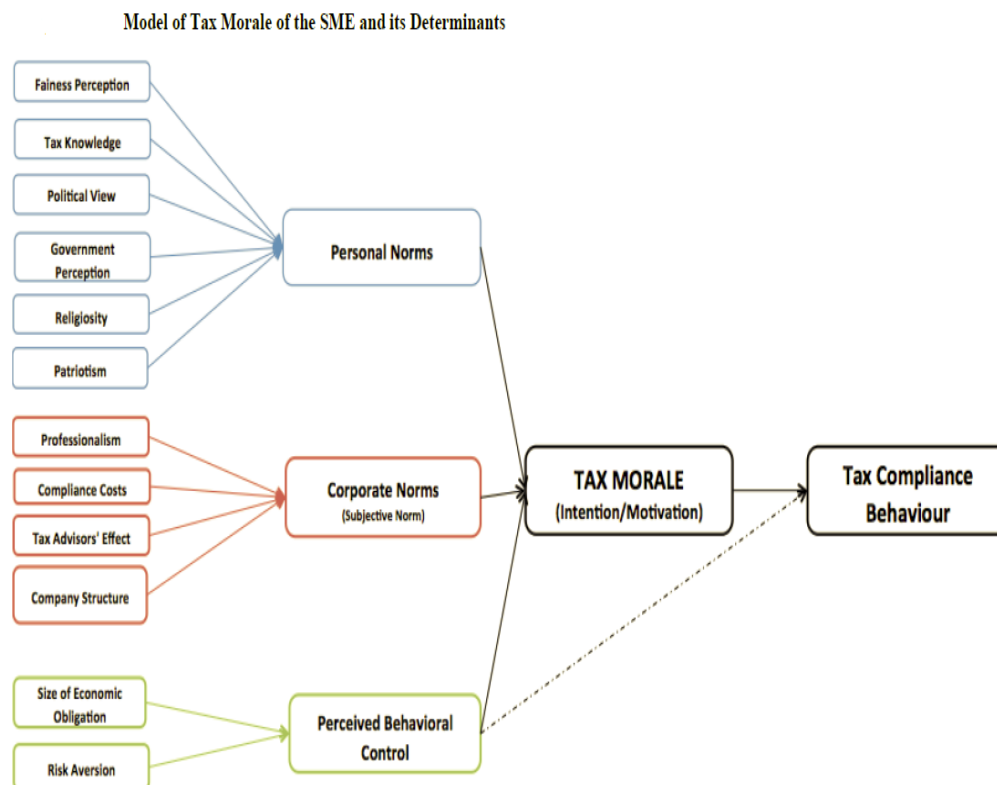 Model of Tax Morale of the SME and its Determinants
Fainess Perception
Tax Knowledge
Political View
Government
Perception
Religiosity
Patriotism
Personal Norms
Professionalism
Compliance Costs
Tax Advisors' Effect
Company Structure
Corporate Norms
(Subjective Norm)
TAX MORALE
(Intention/Motivation)
Tax Compliance
Behaviour
Size of Economic
Obligation
Risk Aversion
Perceived Behavioral
Control